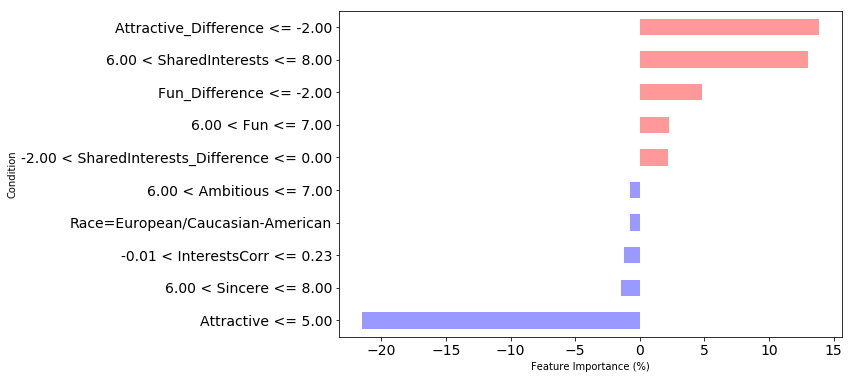 Attractive_Difference <= -2.00
6.00 < SharedInterests <= 8.00
Fun_Difference <= -2.00
6.00 < Fun <= 7.00
-2.00 < SharedInterests_Difference <= 0.00
Condition
6.00 < Ambitious <= 7.00
Race=European/Caucasian-American
-0.01 < InterestsCorr <= 0.23
6.00 < Sincere <= 8.00
Attractive <= 5.00
−20 −15 −10 −5 0 5 10 15
Feature Importance (%)